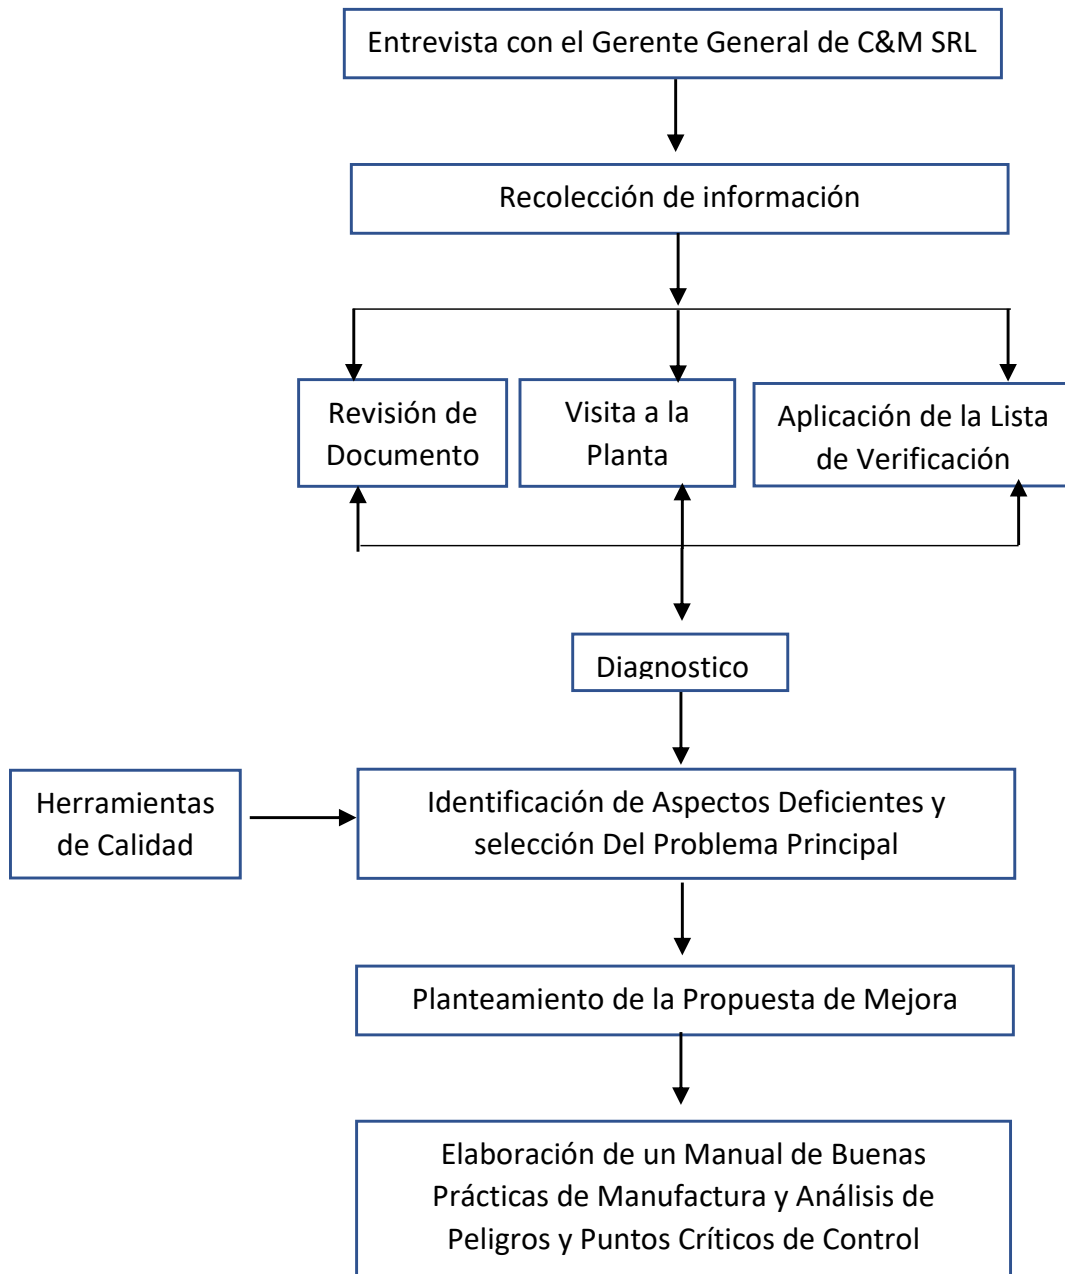 Entrevista con el Gerente General de C&M SRL
Recolección de información
Revisión de
Documento
Visita a la
Planta
Aplicación de la Lista
de Verificación
Diagnostico
Herramientas
de Calidad
Identificación de Aspectos Deficientes y
selección Del Problema Principal
Planteamiento de la Propuesta de Mejora
Elaboración de un Manual de Buenas
Prácticas de Manufactura y Análisis de
Peligros y Puntos Críticos de Control